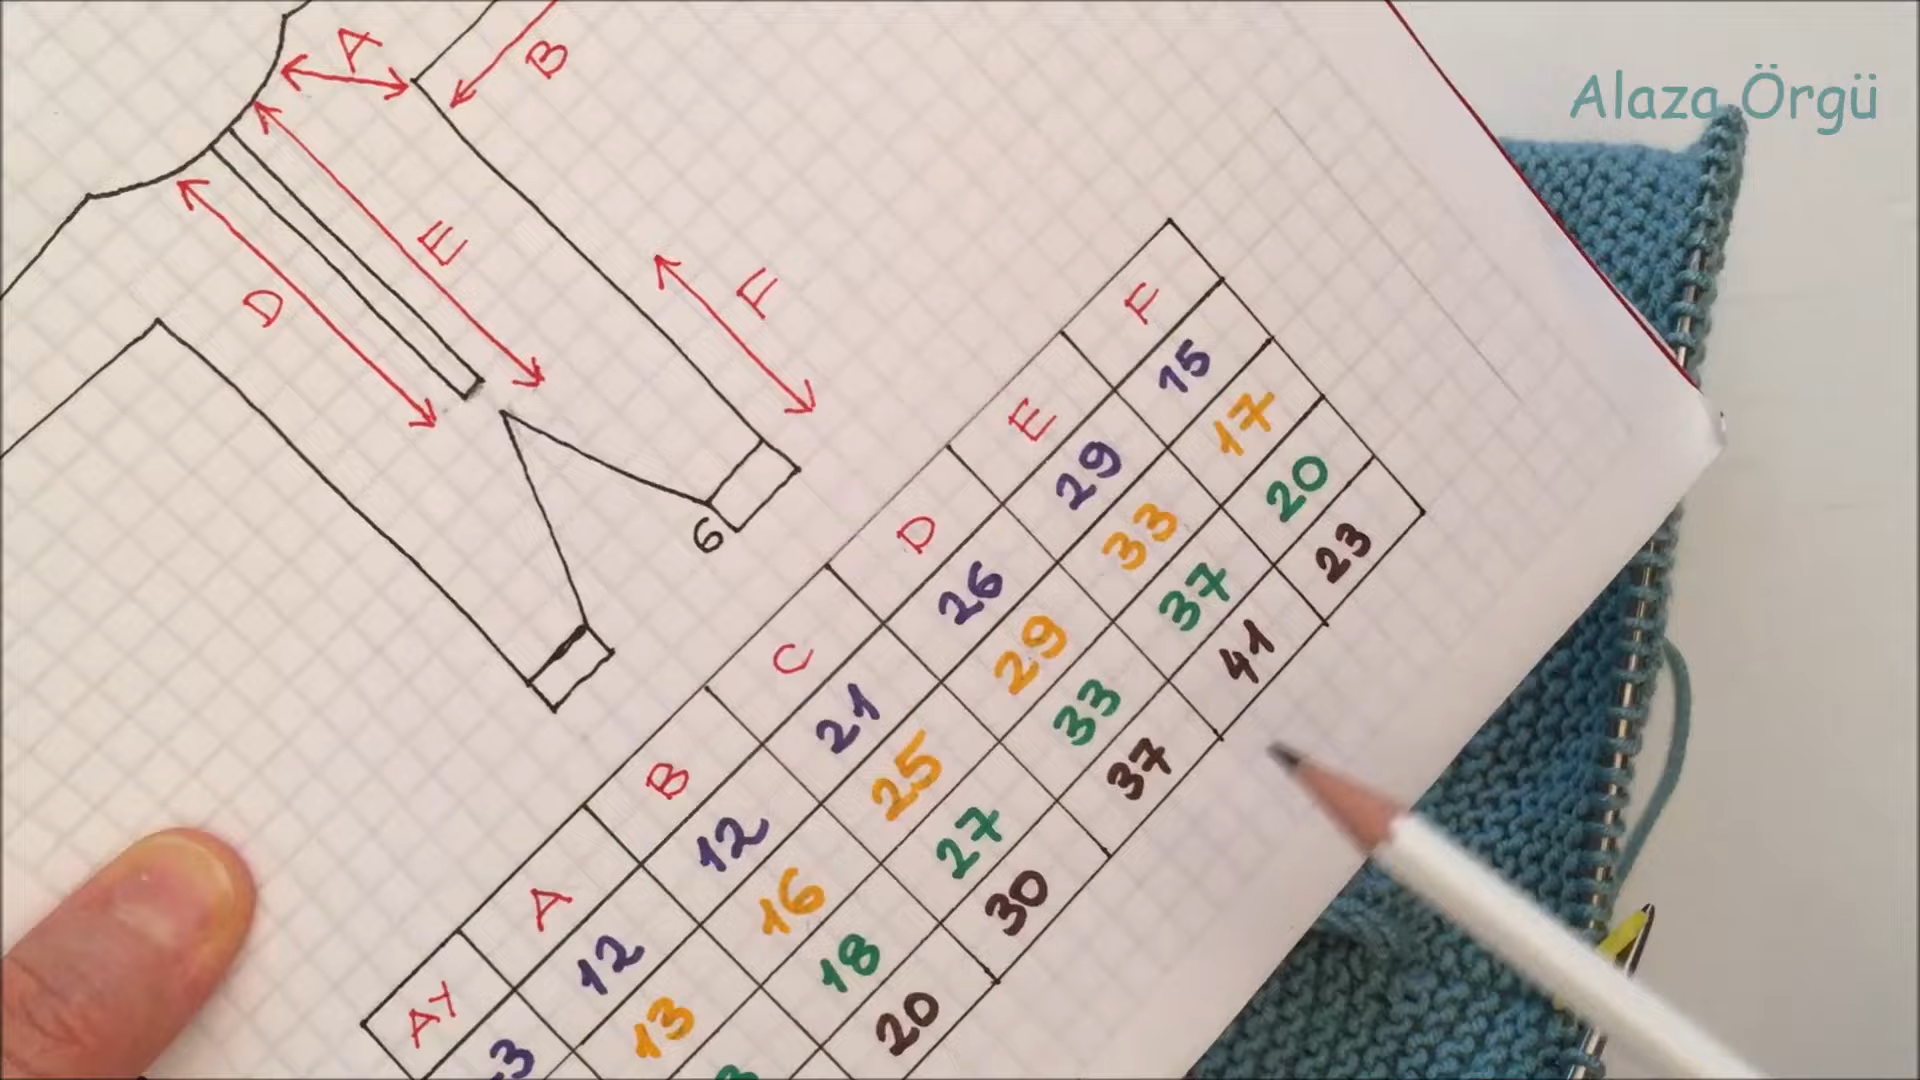 Alaza Örgü
A
B
E
D
F
6
AY A B C D E F
3 12 12 21 26 29 15
13 16 25 29 33 17
18 27 33 37 20
20 30 37 41 23